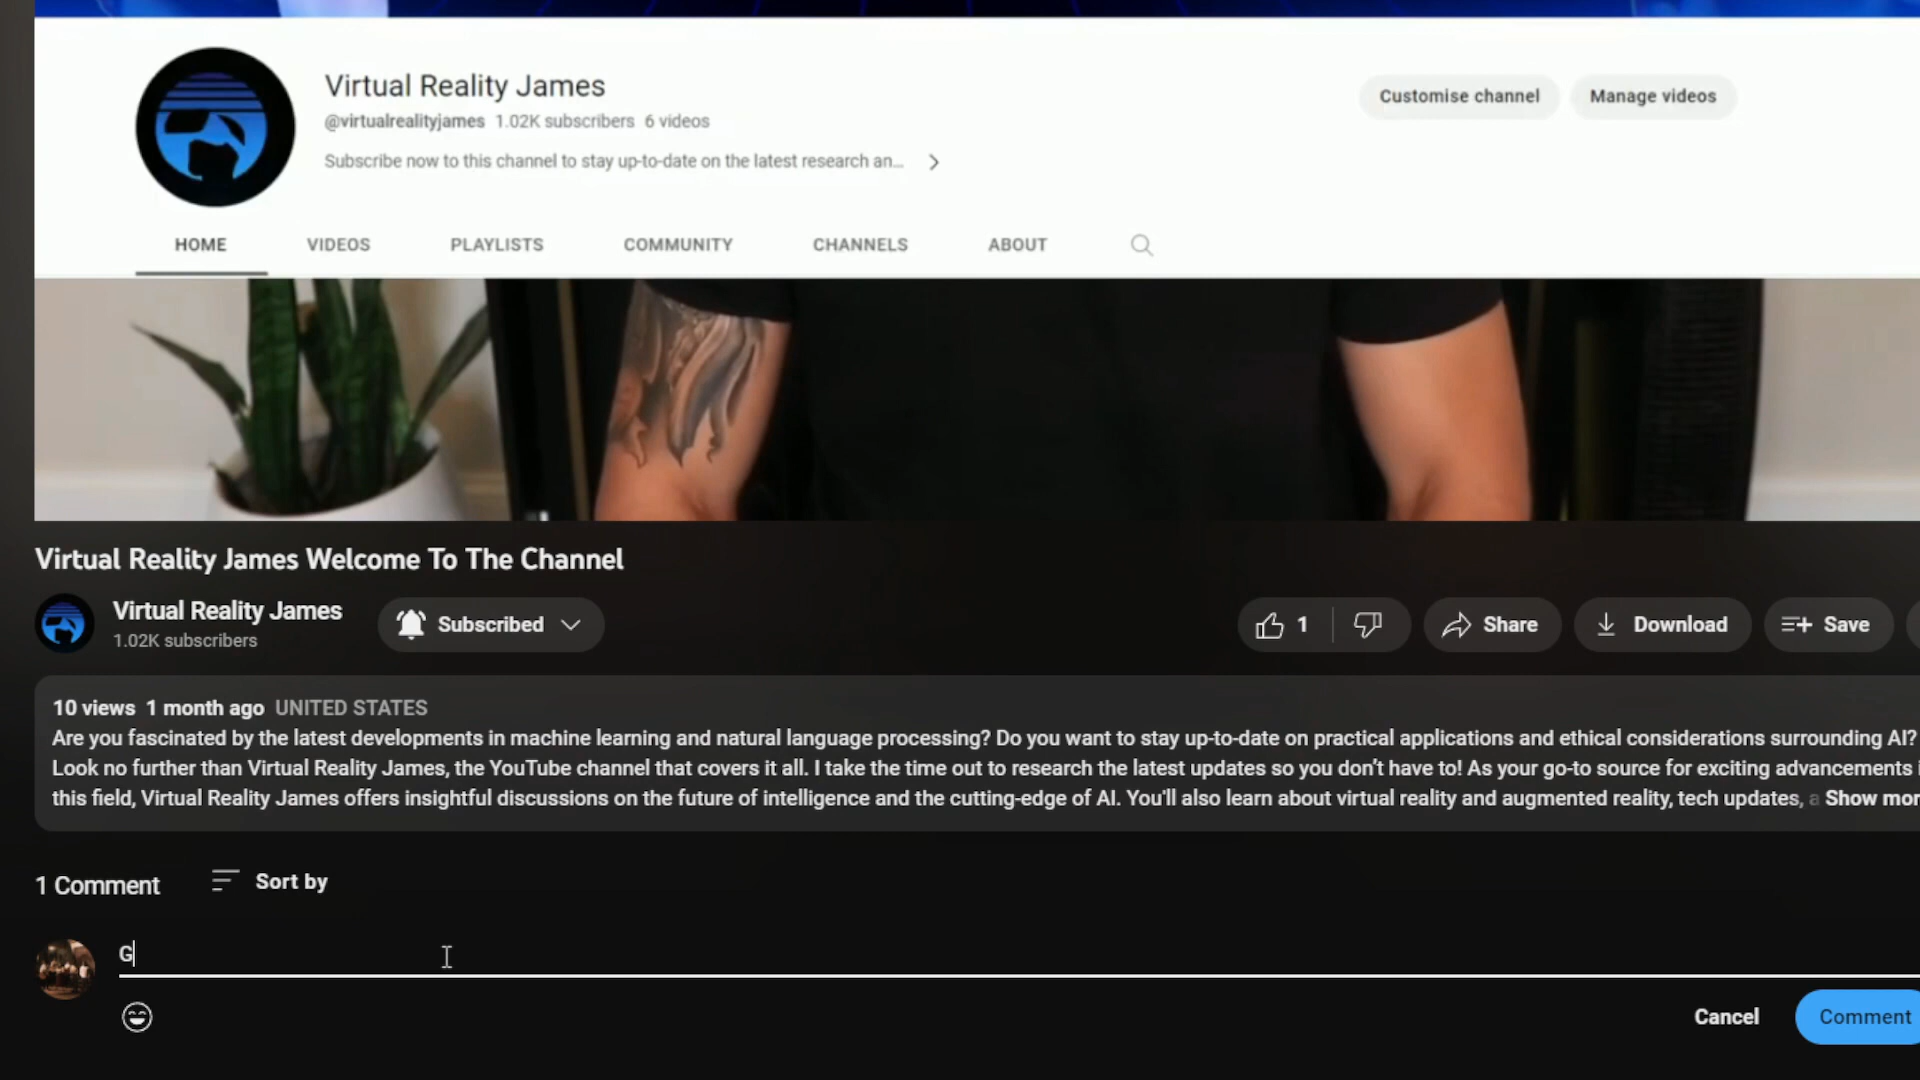 Virtual Reality James
@virtualrealityjames 1.02K subscribers 6 videos
Subscribe now to this channel to stay up-to-date on the latest research an...
Customise channel
Manage videos
HOME VIDEOS PLAYLISTS COMMUNITY CHANNELS ABOUT
Virtual Reality James Welcome To The Channel
Virtual Reality James
1.02K subscribers
Subscribed
1
Share
Download
Save
10 views 1 month ago UNITED STATES
Are you fascinated by the latest developments in machine learning and natural language processing? Do you want to stay up-to-date on practical applications and ethical considerations surrounding AI?
Look no further than Virtual Reality James, the YouTube channel that covers it all. I take the time out to research the latest updates so you don't have to! As your go-to source for exciting advancements i
this field, Virtual Reality James offers insightful discussions on the future of intelligence and the cutting-edge of AI. You'll also learn about virtual reality and augmented reality, tech updates, a Show mor
1 Comment
Sort by
G
Cancel
Comment